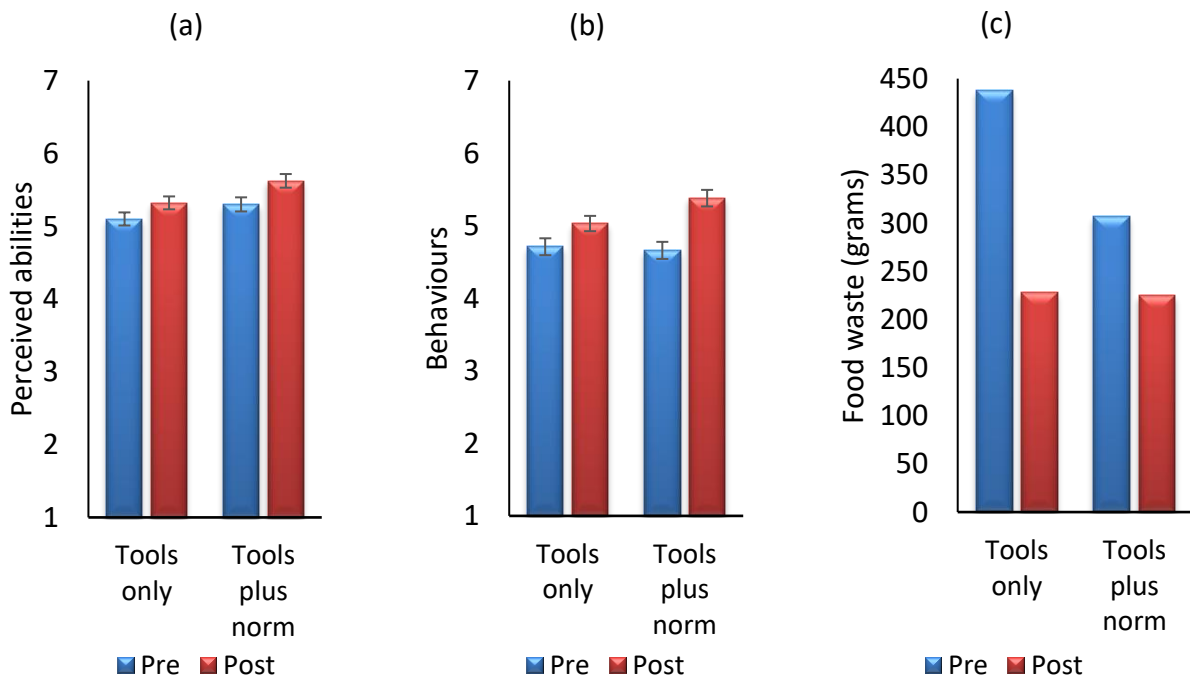 (a)
Perceived abilities
7
6
5
4
3
2
1
Tools
only
Tools
plus
norm
Pre Post
(b)
Behaviours
7
6
5
4
3
2
1
Tools
only
Tools
plus
norm
Pre Post
(c)
Food waste (grams)
450
400
350
300
250
200
150
100
50
0
Tools
only
Tools
plus
norm
Pre Post